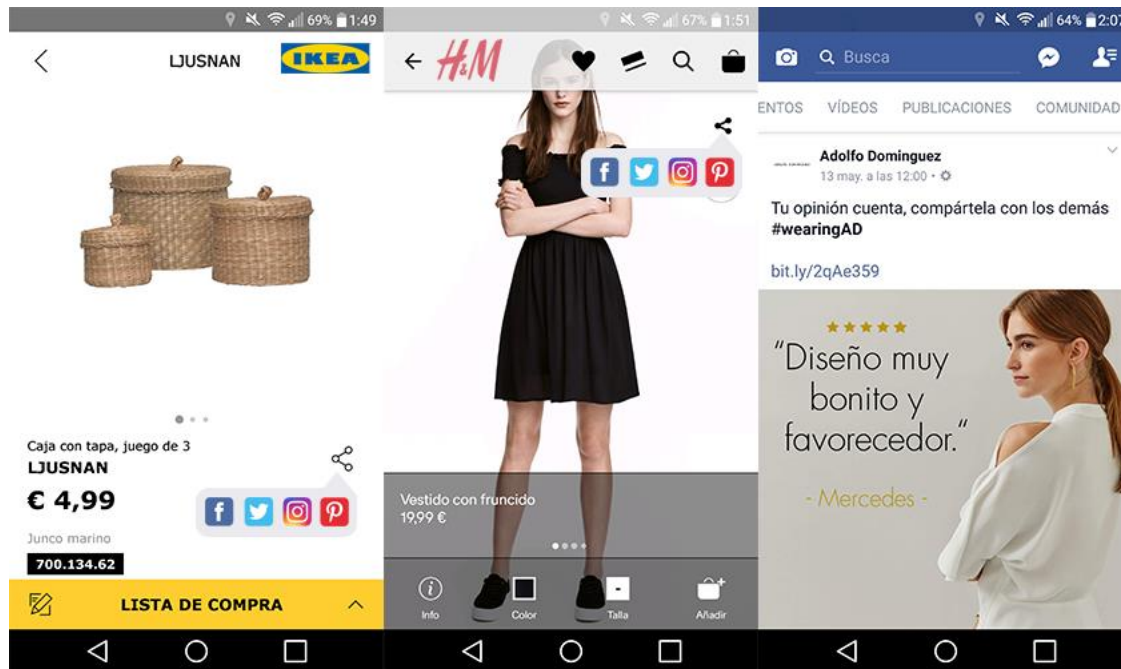 69% 1:49
LJUSNAN
IKEA
Caja con tapa, juego de 3
LJUSNAN
€ 4,99
Junco marino
700.134.62
LISTA DE COMPRA
67% 1:51
H&M
Vestido con fruncido
19,99 €
Info
Color
Talla
Añadir
64% 2:07
Busca
ENTOS VÍDEOS PUBLICACIONES COMUNIDAD
Adolfo Dominguez
13 may. a las 12:00
Tu opinión cuenta, compártela con los demás
#wearingAD
bit.ly/2qAe359
"Diseño muy
bonito y
favorecedor."
- Mercedes -